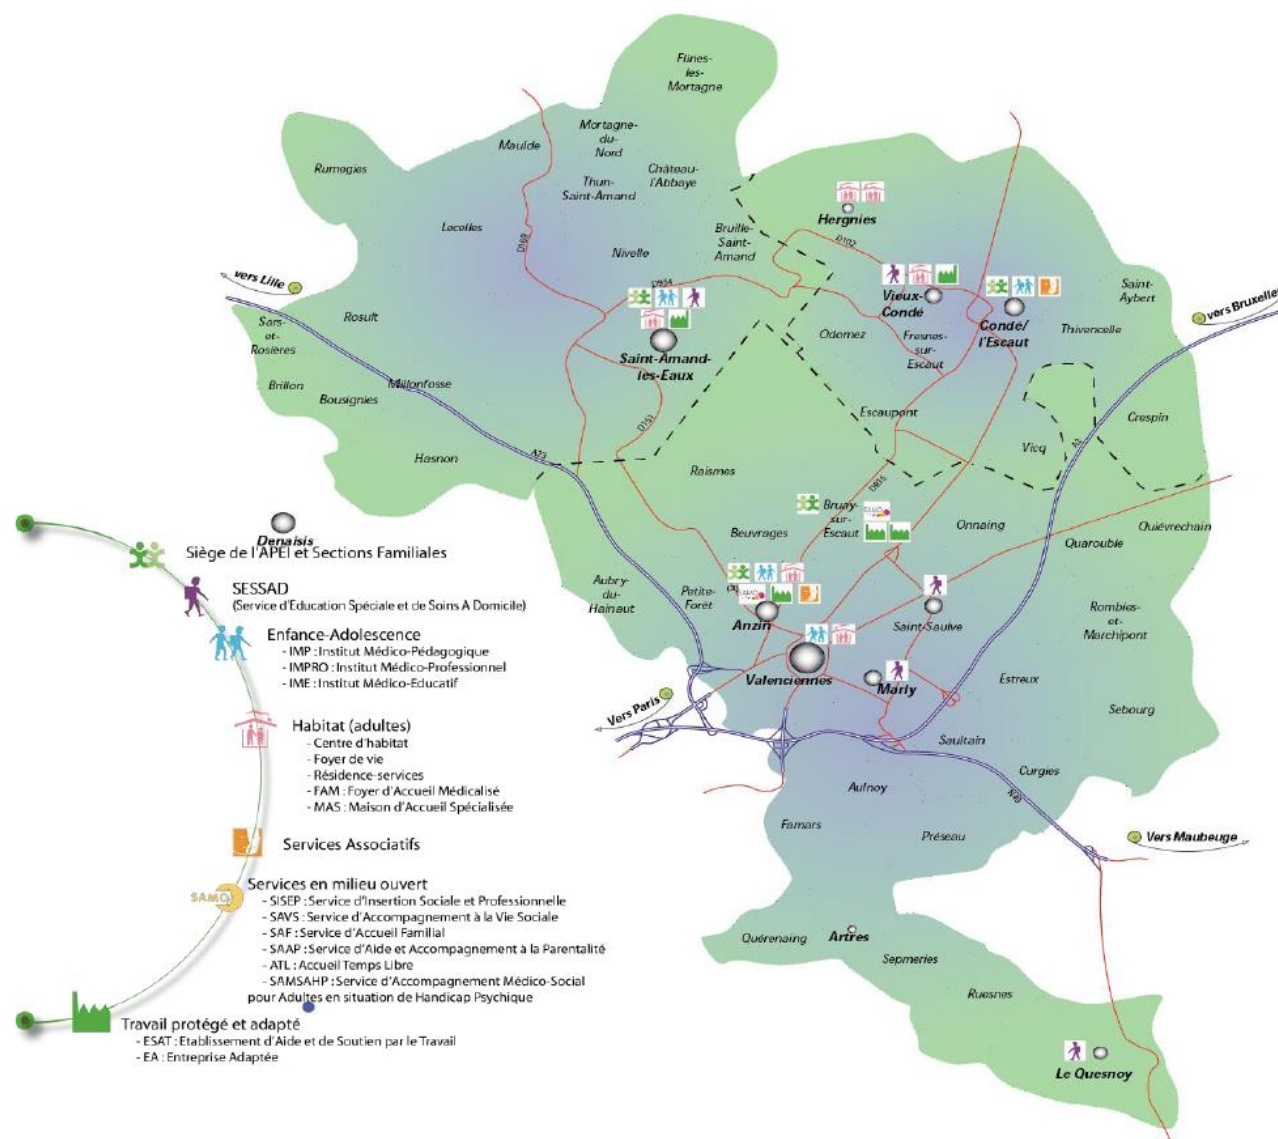 Flines-
les-
Mortagne
Mortagne-
du-
Nord
Maulde
Rumegies
Château-
l'Abbaye
Thun-
Saint-Amand
Hergnies
Lecelles
D169
Bruille-
Saint-
Amand
Nivelle
D102
vers Lille
D954
Vieux-
Condé
Condé/
l'Escaut
Saint-
Aybert
vers Bruxelles
Thivencelle
Rosult
Sars-
et-
Rosières
Odomez
Fresnes-
sur-
Escaut
Saint-Amand-
les-Eaux
Brillon
Millonfosse
Bousignies
Escaupont
Crespin
D151
Vicq
A2
Hasnon
A23
Raismes
D935
Bruay-
sur-
Escaut
SAMO
Beuvrages
Onnaing
Quiévrechain
Quarouble
Aubry-
du-
Hainaut
Petite-
Forêt
SAMO
Anzin
Saint-Saulve
Rombies-
et-
Marchipont
Valenciennes
Marly
Estreux
Sebourg
Vers Paris
Saultain
Curgies
Aulnoy
Famars
Préseau
Vers Maubeuge
Quérenaing
Artres
Sepmeries
Ruesnes
Le Quesnoy
Denaisis
Siège de l'APEI et Sections Familiales
SESSAD
(Service d'Education Spéciale et de Soins A Domicile)
Enfance-Adolescence
- IMP : Institut Médico-Pédagogique
- IMPRO : Institut Médico-Professionnel
- IME : Institut Médico-Educatif
Habitat (adultes)
- Centre d'habitat
- Foyer de vie
- Résidence-services
- FAM : Foyer d'Accueil Médicalisé
- MAS : Maison d'Accueil Spécialisée
Services Associatifs
SAMO
Services en milieu ouvert
- SISEP : Service d'Insertion Sociale et Professionnelle
- SAVS : Service d'Accompagnement à la Vie Sociale
- SAF : Service d'Accueil Familial
- SAAP : Service d'Aide et Accompagnement à la Parentalité
- ATL : Accueil Temps Libre
- SAMSAHP : Service d'Accompagnement Médico-Social
pour Adultes en situation de Handicap Psychique
Travail protégé et adapté
- ESAT : Etablissement d'Aide et de Soutien par le Travail
- EA : Entreprise Adaptée